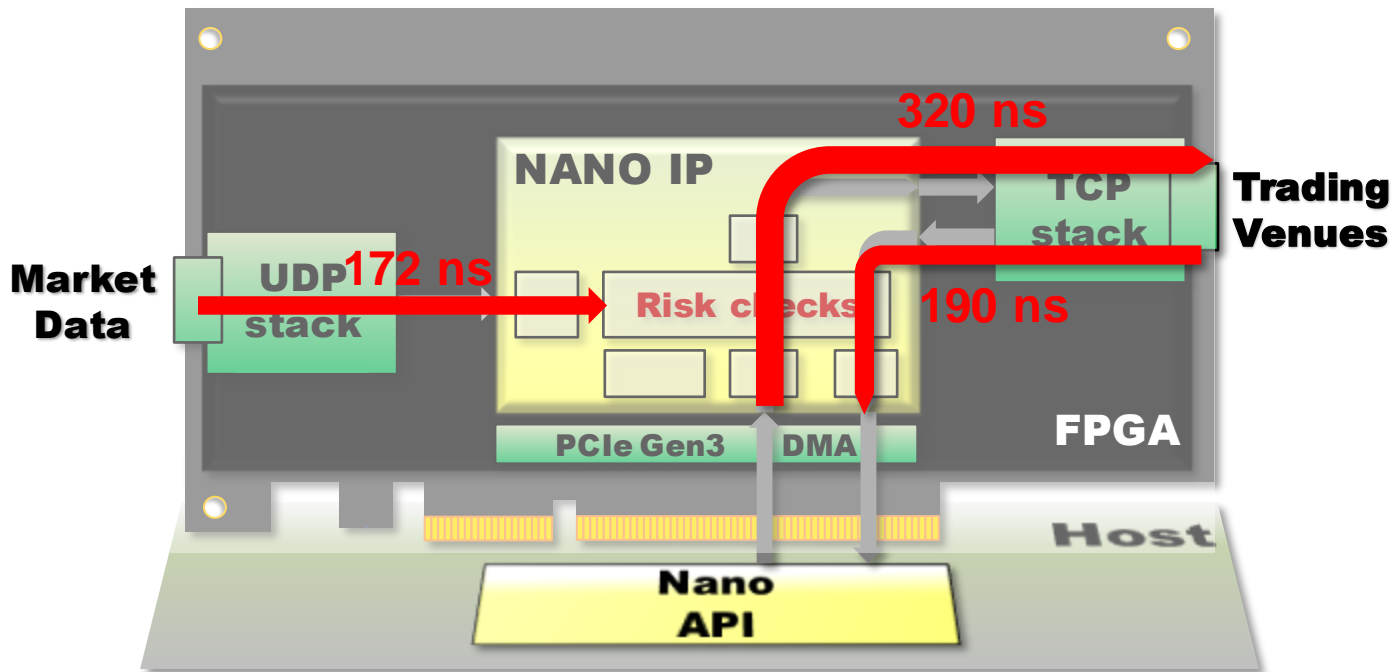 320 ns
NANO IP
TCP
stack
Trading
Venues
Market
Data
UDP
stack
172 ns
Risk checks
190 ns
FPGA
PCIe Gen3
DMA
Host
Nano
API